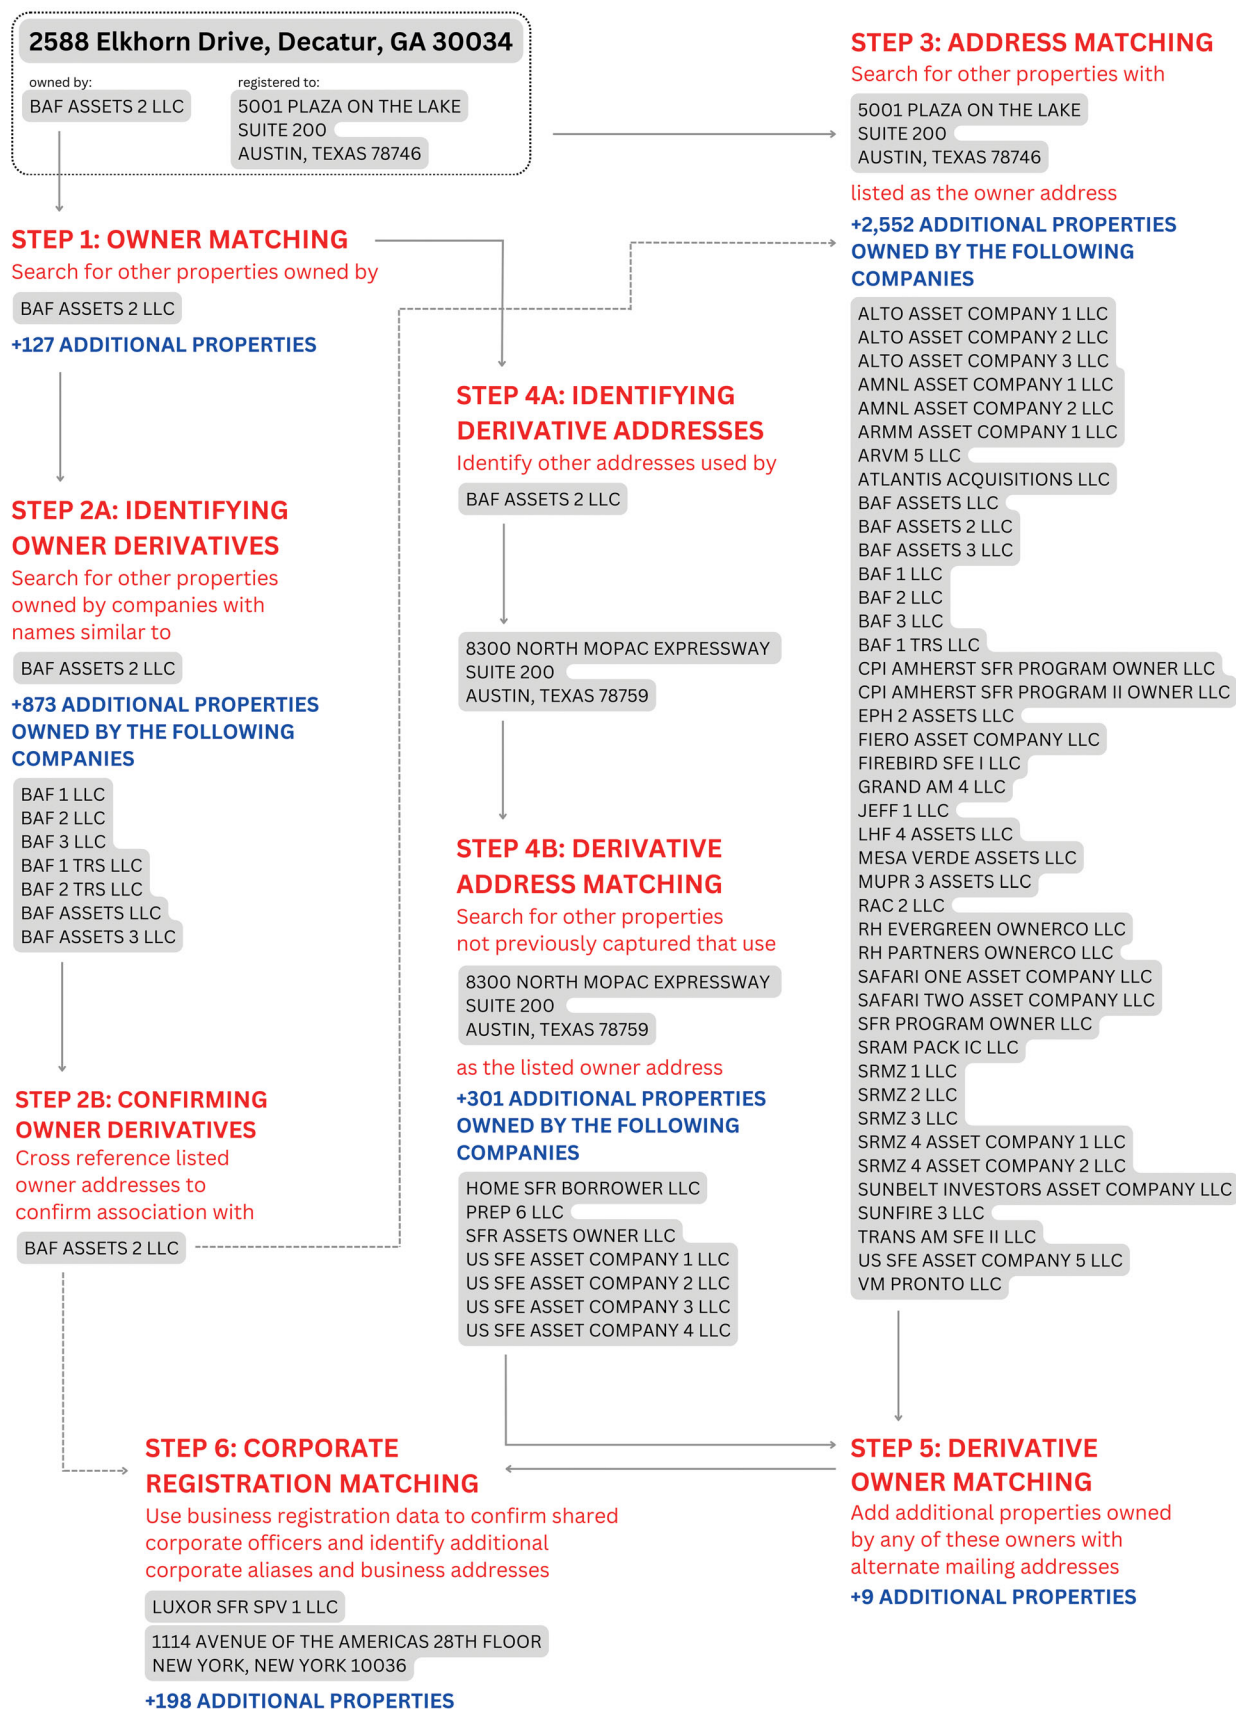 2588 Elkhorn Drive, Decatur, GA 30034
owned by:
BAF ASSETS 2 LLC
registered to:
5001 PLAZA ON THE LAKE
SUITE 200
AUSTIN, TEXAS 78746
STEP 1: OWNER MATCHING
Search for other properties owned by
BAF ASSETS 2 LLC
+127 ADDITIONAL PROPERTIES
STEP 2A: IDENTIFYING
OWNER DERIVATIVES
Search for other properties
owned by companies with
names similar to
BAF ASSETS 2 LLC
+873 ADDITIONAL PROPERTIES
OWNED BY THE FOLLOWING
COMPANIES
BAF 1 LLC
BAF 2 LLC
BAF 3 LLC
BAF 1 TRS LLC
BAF 2 TRS LLC
BAF ASSETS LLC
BAF ASSETS 3 LLC
STEP 2B: CONFIRMING
OWNER DERIVATIVES
Cross reference listed
owner addresses to
confirm association with
BAF ASSETS 2 LLC
STEP 3: ADDRESS MATCHING
Search for other properties with
5001 PLAZA ON THE LAKE
SUITE 200
AUSTIN, TEXAS 78746
listed as the owner address
+2,552 ADDITIONAL PROPERTIES
OWNED BY THE FOLLOWING
COMPANIES
ALTO ASSET COMPANY 1 LLC
ALTO ASSET COMPANY 2 LLC
ALTO ASSET COMPANY 3 LLC
AMNL ASSET COMPANY 1 LLC
AMNL ASSET COMPANY 2 LLC
ARMM ASSET COMPANY 1 LLC
ARVM 5 LLC
ATLANTIS ACQUISITIONS LLC
BAF ASSETS LLC
BAF ASSETS 2 LLC
BAF ASSETS 3 LLC
BAF 1 LLC
BAF 2 LLC
BAF 3 LLC
BAF 1 TRS LLC
CPI AMHERST SFR PROGRAM OWNER LLC
CPI AMHERST SFR PROGRAM II OWNER LLC
EPH 2 ASSETS LLC
FIERO ASSET COMPANY LLC
FIREBIRD SFE I LLC
GRAND AM 4 LLC
JEFF 1 LLC
LHF 4 ASSETS LLC
MESA VERDE ASSETS LLC
MUPR 3 ASSETS LLC
RAC 2 LLC
RH EVERGREEN OWNERCO LLC
RH PARTNERS OWNERCO LLC
SAFARI ONE ASSET COMPANY LLC
SAFARI TWO ASSET COMPANY LLC
SFR PROGRAM OWNER LLC
SRAM PACK IC LLC
SRMZ 1 LLC
SRMZ 2 LLC
SRMZ 3 LLC
SRMZ 4 ASSET COMPANY 1 LLC
SRMZ 4 ASSET COMPANY 2 LLC
SUNBELT INVESTORS ASSET COMPANY LLC
SUNFIRE 3 LLC
TRANS AM SFE II LLC
US SFE ASSET COMPANY 5 LLC
VM PRONTO LLC
STEP 4A: IDENTIFYING
DERIVATIVE ADDRESSES
Identify other addresses used by
BAF ASSETS 2 LLC
8300 NORTH MOPAC EXPRESSWAY
SUITE 200
AUSTIN, TEXAS 78759
STEP 4B: DERIVATIVE
ADDRESS MATCHING
Search for other properties
not previously captured that use
8300 NORTH MOPAC EXPRESSWAY
SUITE 200
AUSTIN, TEXAS 78759
as the listed owner address
+301 ADDITIONAL PROPERTIES
OWNED BY THE FOLLOWING
COMPANIES
HOME SFR BORROWER LLC
PREP 6 LLC
SFR ASSETS OWNER LLC
US SFE ASSET COMPANY 1 LLC
US SFE ASSET COMPANY 2 LLC
US SFE ASSET COMPANY 3 LLC
US SFE ASSET COMPANY 4 LLC
STEP 5: DERIVATIVE
OWNER MATCHING
Add additional properties owned
by any of these owners with
alternate mailing addresses
+9 ADDITIONAL PROPERTIES
STEP 6: CORPORATE
REGISTRATION MATCHING
Use business registration data to confirm shared
corporate officers and identify additional
corporate aliases and business addresses
LUXOR SFR SPV 1 LLC
1114 AVENUE OF THE AMERICAS 28TH FLOOR
NEW YORK, NEW YORK 10036
+198 ADDITIONAL PROPERTIES